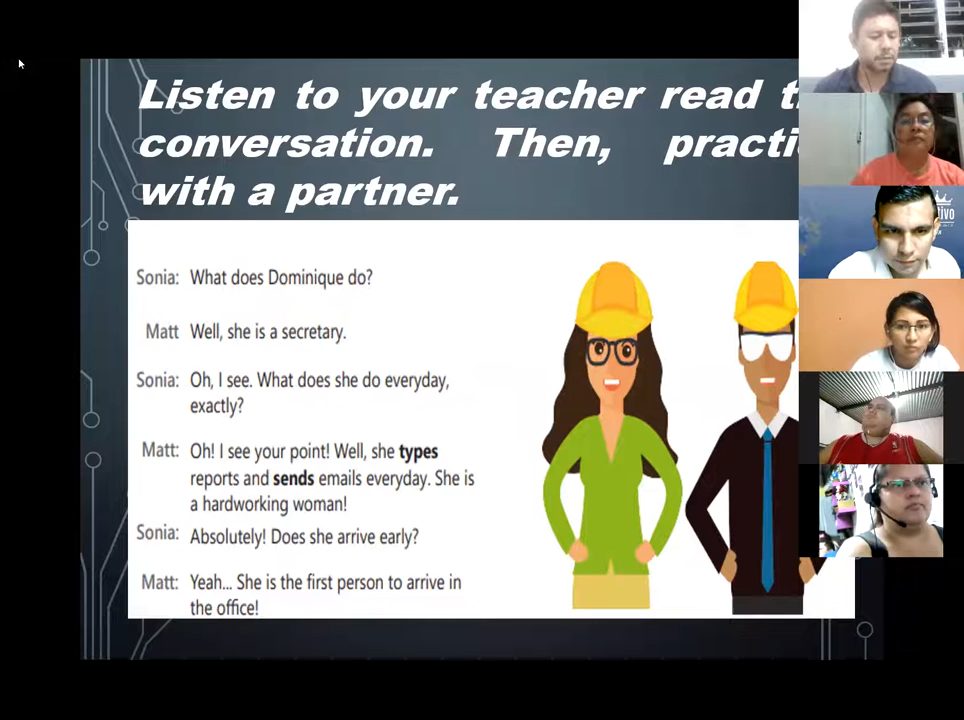 Listen to your teacher read
conversation. Then,
with a partner.
Sonia: What does Dominique do?
Matt Well, she is a secretary.
Sonia: Oh, I see. What does she do everyday,
exactly?
Matt: Oh! I see your point! Well, she types
reports and sends emails everyday. She is
a hardworking woman!
Sonia: Absolutely! Does she arrive early?
Matt: Yeah... She is the first person to arrive in
the office!